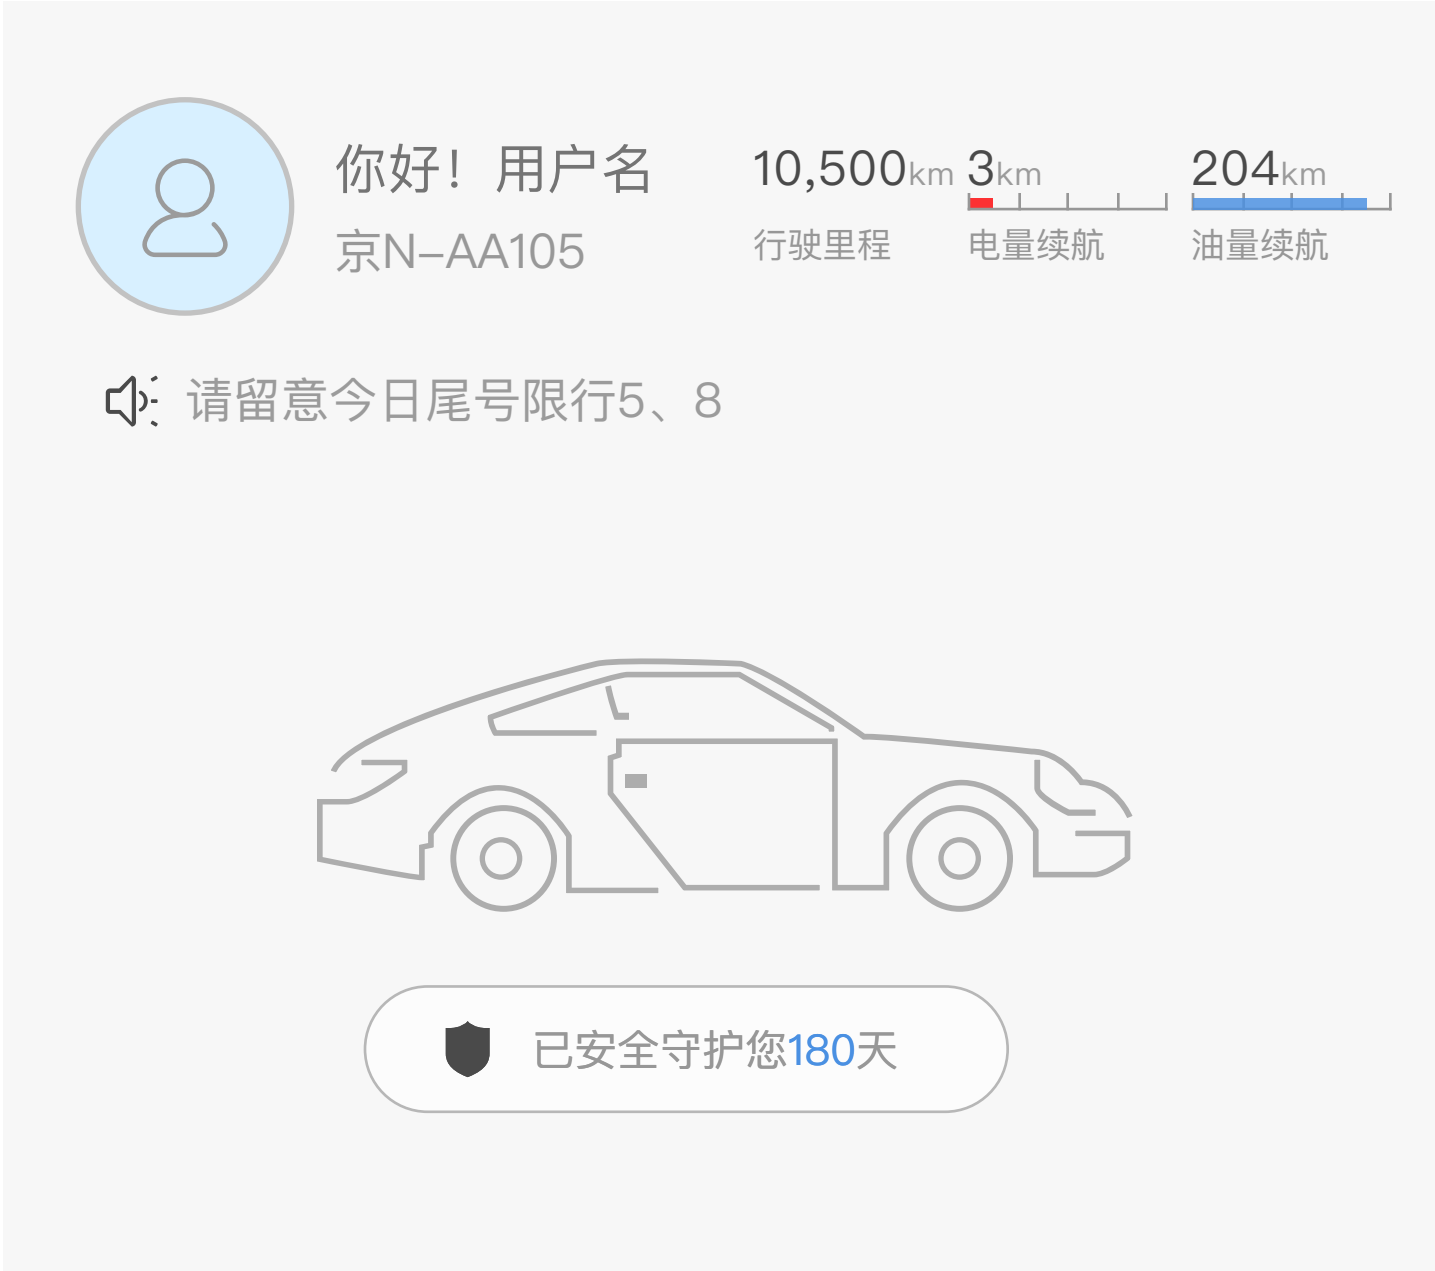 你好！用户名
京N-AA105
10,500km
行驶里程
3km
电量续航
204km
油量续航
请留意今日尾号限行5、8
已安全守护您180天